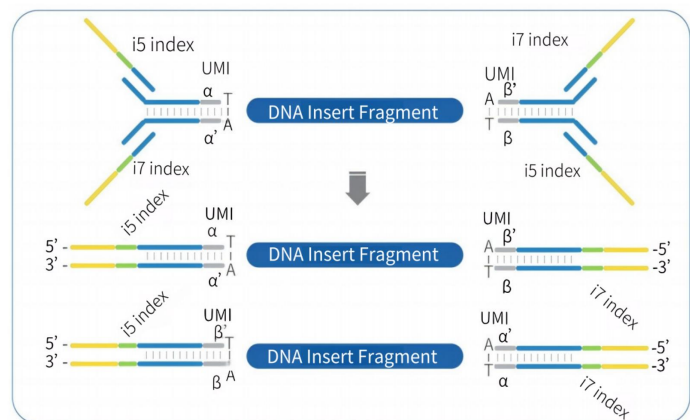 i5 index
i7 index
UMI
UMI
α
T
A
β’
DNA Insert Fragment
α’
A
T
β
i7 index
i5 index
i5 index
UMI
UMI
α
T
A
β’
5’ -
-5’
DNA Insert Fragment
3’ -
-3’
α’
A
T
β
i5 index
i7 index
UMI
UMI
β’
T
A
α’
5’ -
-5’
DNA Insert Fragment
3’ -
-3’
β
A
T
α
i7 index